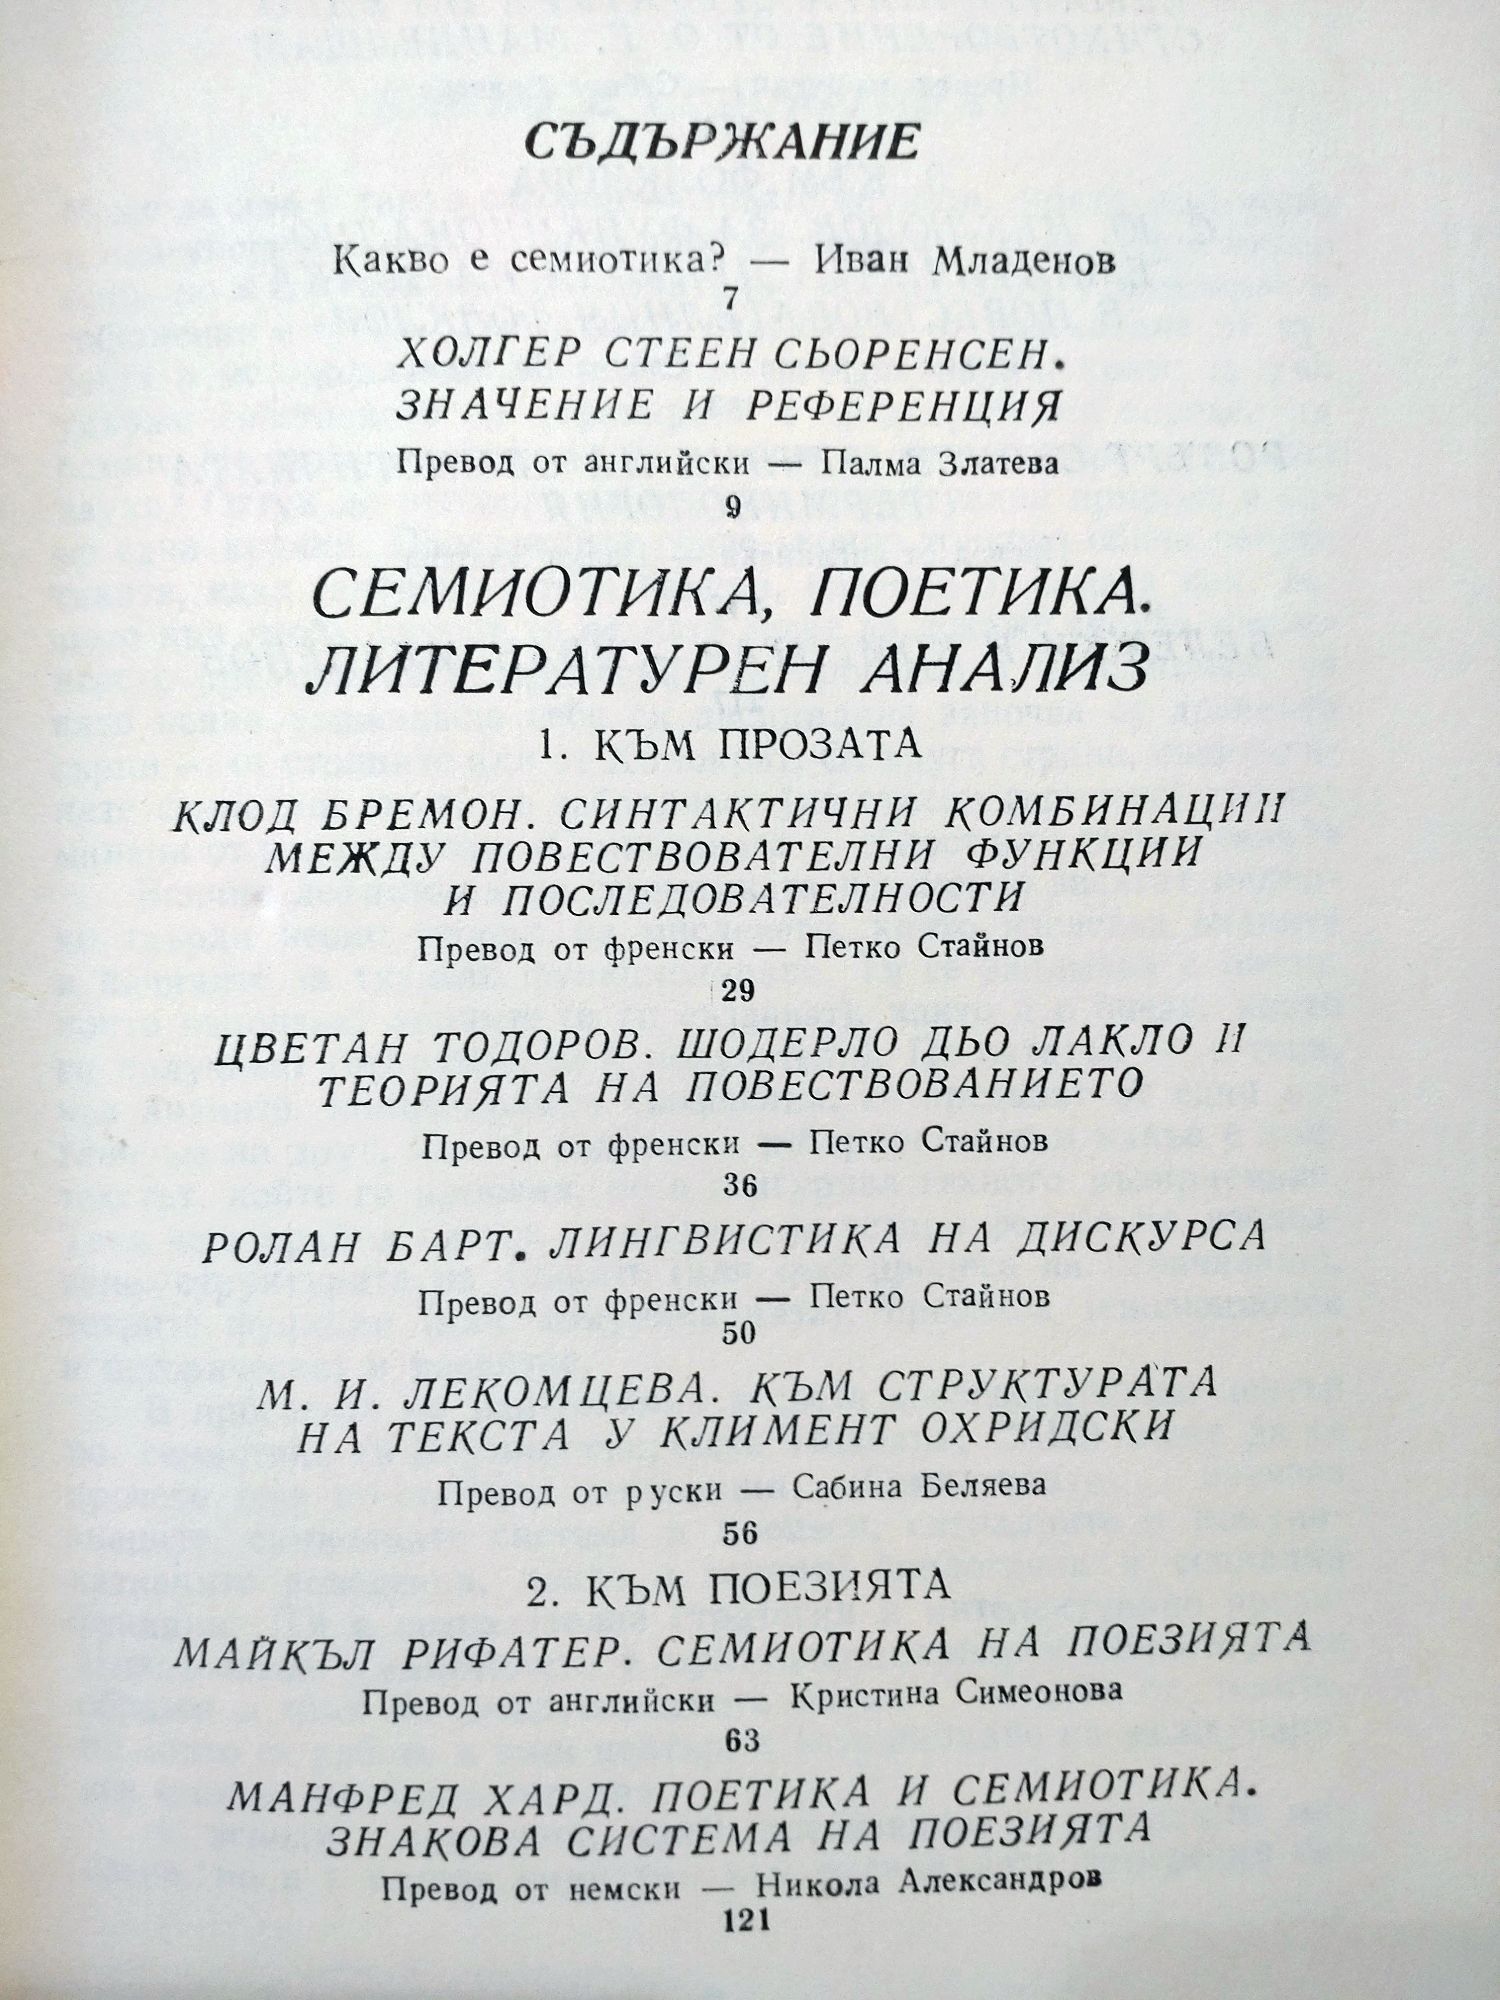 СЪДЪРЖАНИЕ
Какво е семиотика? — Иван Младенов
7
ХОЛГЕР СТЕЕН СЬОРЕНСЕН.
ЗНАЧЕНИЕ И РЕФЕРЕНЦИЯ
Превод от английски — Палма Златева
9
СЕМИОТИКА, ПОЕТИКА.
ЛИТЕРАТУРЕН АНАЛИЗ
1. КЪМ ПРОЗАТА
КЛОД БРЕМОН. СИНТАКТИЧНИ КОМБИНАЦИИ
МЕЖДУ ПОВЕСТВОВАТЕЛНИ ФУНКЦИИ
И ПОСЛЕДОВАТЕЛНОСТИ
Превод от френски — Петко Стайнов
29
ЦВЕТАН ТОДОРОВ. ШОДЕРЛО ДЬО ЛАКЛО И
ТЕОРИЯТА НА ПОВЕСТВОВАНИЕТО
Превод от френски — Петко Стайнов
36
РОЛАН БАРТ. ЛИНГВИСТИКА НА ДИСКУРСА
Превод от френски — Петко Стайнов
50
М. И. ЛЕКОМЦЕВА. КЪМ СТРУКТУРАТА
НА ТЕКСТА У КЛИМЕНТ ОХРИДСКИ
Превод от руски — Сабина Беляева
56
2. КЪМ ПОЕЗИЯТА
МАЙКЪЛ РИФАТЕР. СЕМИОТИКА НА ПОЕЗИЯТА
Превод от английски — Кристина Симеонова
63
МАНФРЕД ХАРД. ПОЕТИКА И СЕМИОТИКА.
ЗНАКОВА СИСТЕМА НА ПОЕЗИЯТА
Превод от немски — Никола Александров
121